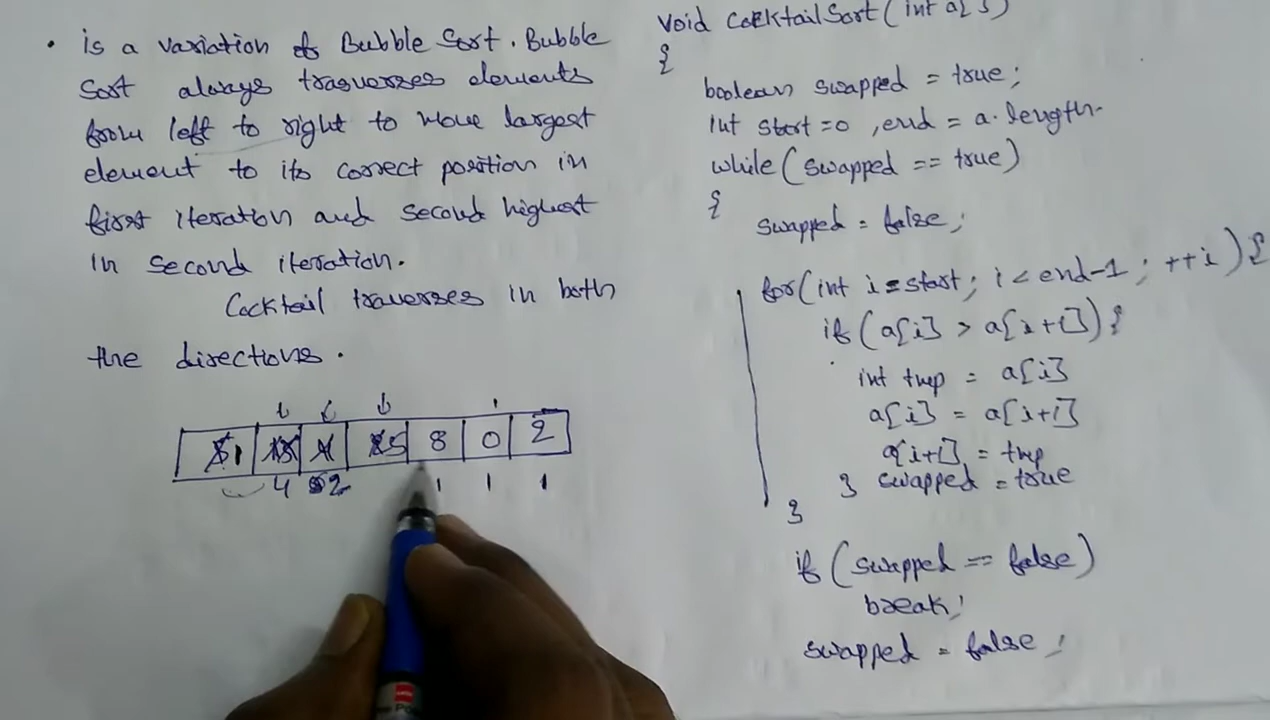 • is a variation of Bubble Sort. Bubble
Sort always traverses elements
from left to right to move largest
element to its correct position in
first iteration and second highest
in second iteration.
Cocktail traverses in both
the directions.
8 0 2
4 2
void CocktailSort(int a[])
{
boolean swapped = true;
int start=0, end = a.length-
while(swapped == true)
{
swapped = false;
for(int i=start; i<end-1; ++i){
if(a[i] > a[i+1]){
int tmp = a[i]
a[i] = a[i+1]
a[i+1] = tmp
} swapped = true
}
if(swapped == false)
break;
swapped = false;